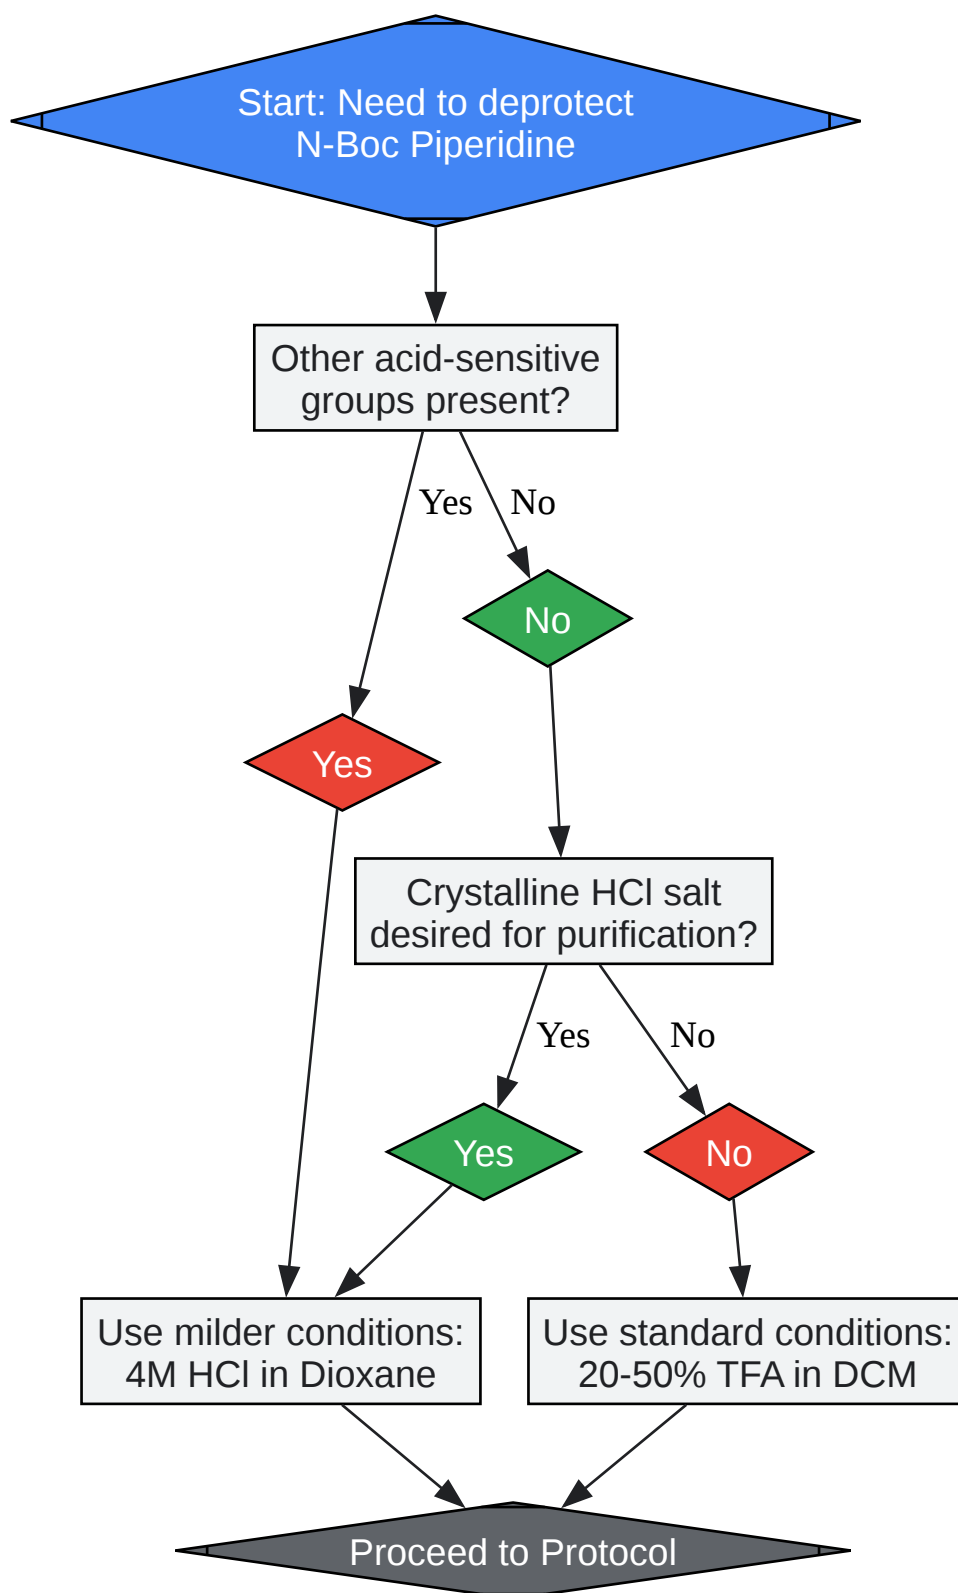 Start: Need to deprotect
N-Boc Piperidine
Other acid-sensitive
groups present?
Yes
No
No
Yes
Crystalline HCl salt
desired for purification?
Yes
No
Yes
No
Use milder conditions:
4M HCl in Dioxane
Use standard conditions:
20-50% TFA in DCM
Proceed to Protocol